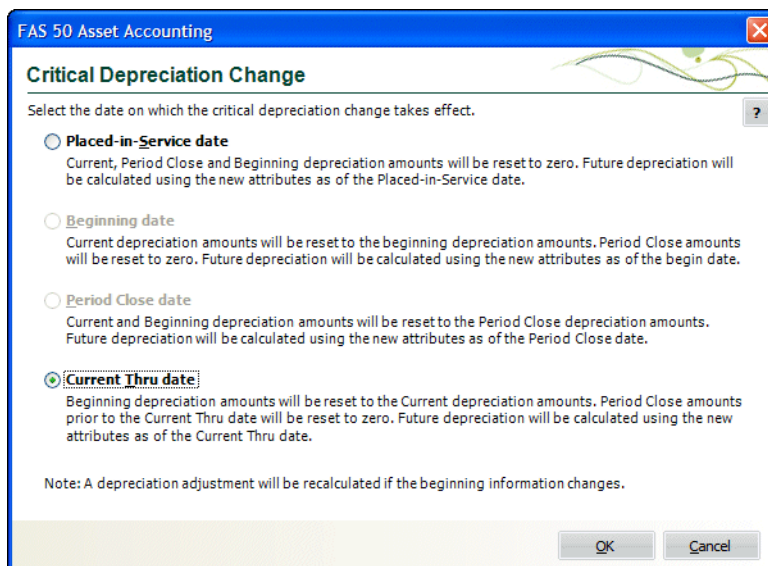 FAS 50 Asset Accounting
Critical Depreciation Change
Select the date on which the critical depreciation change takes effect.
?
Placed-in-Service date
Current, Period Close and Beginning depreciation amounts will be reset to zero. Future depreciation will
be calculated using the new attributes as of the Placed-in-Service date.
Beginning date
Current depreciation amounts will be reset to the beginning depreciation amounts. Period Close amounts
will be reset to zero. Future depreciation will be calculated using the new attributes as of the begin date.
Period Close date
Current and Beginning depreciation amounts will be reset to the Period Close depreciation amounts.
Future depreciation will be calculated using the new attributes as of the Period Close date.
Current Thru date
Beginning depreciation amounts will be reset to the Current depreciation amounts. Period Close amounts
prior to the Current Thru date will be reset to zero. Future depreciation will be calculated using the new
attributes as of the Current Thru date.
Note: A depreciation adjustment will be recalculated if the beginning information changes.
OK Cancel